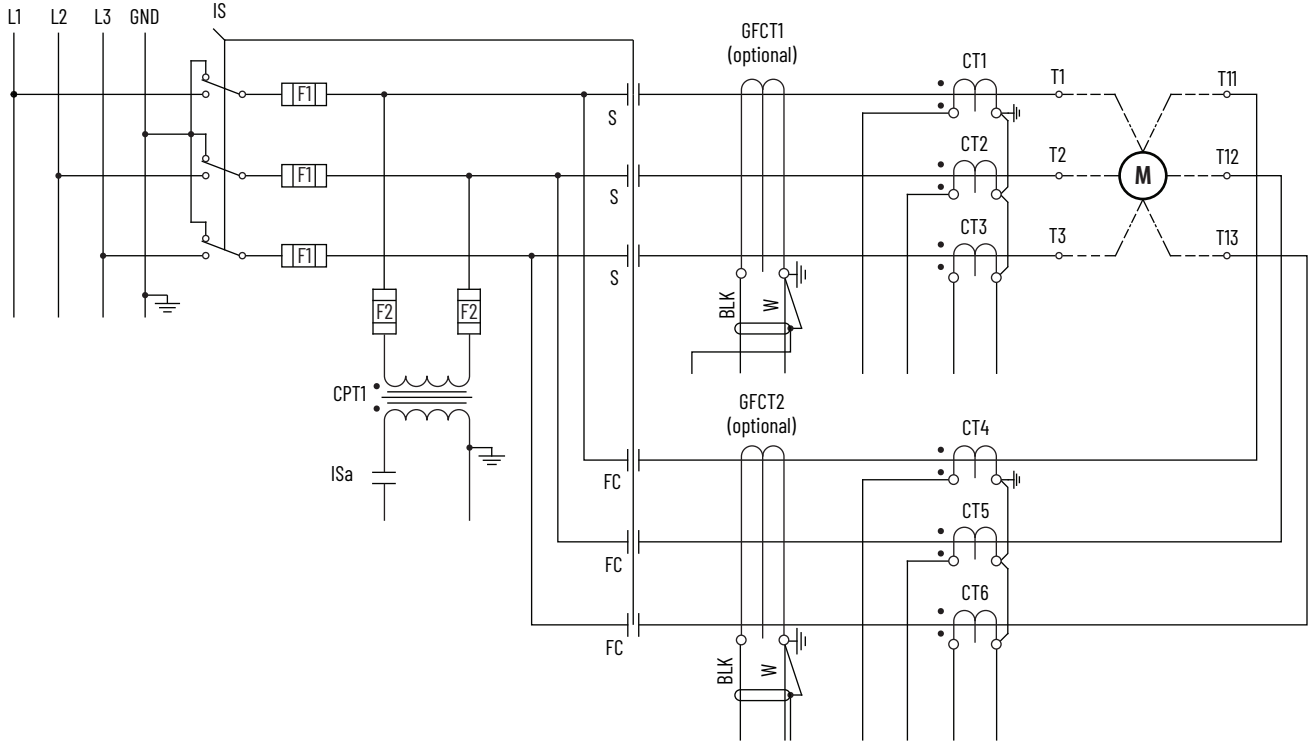 L1 L2 L3 GND IS
GFCT1
(optional)
CT1
T1 T11
F1
S
CT2
T2 T12
M
F1
S
CT3
T3 T13
F1
S
BLK W
F2 F2
CPT1
GFCT2
(optional)
CT4
ISa
FC
CT5
FC
CT6
FC
BLK W